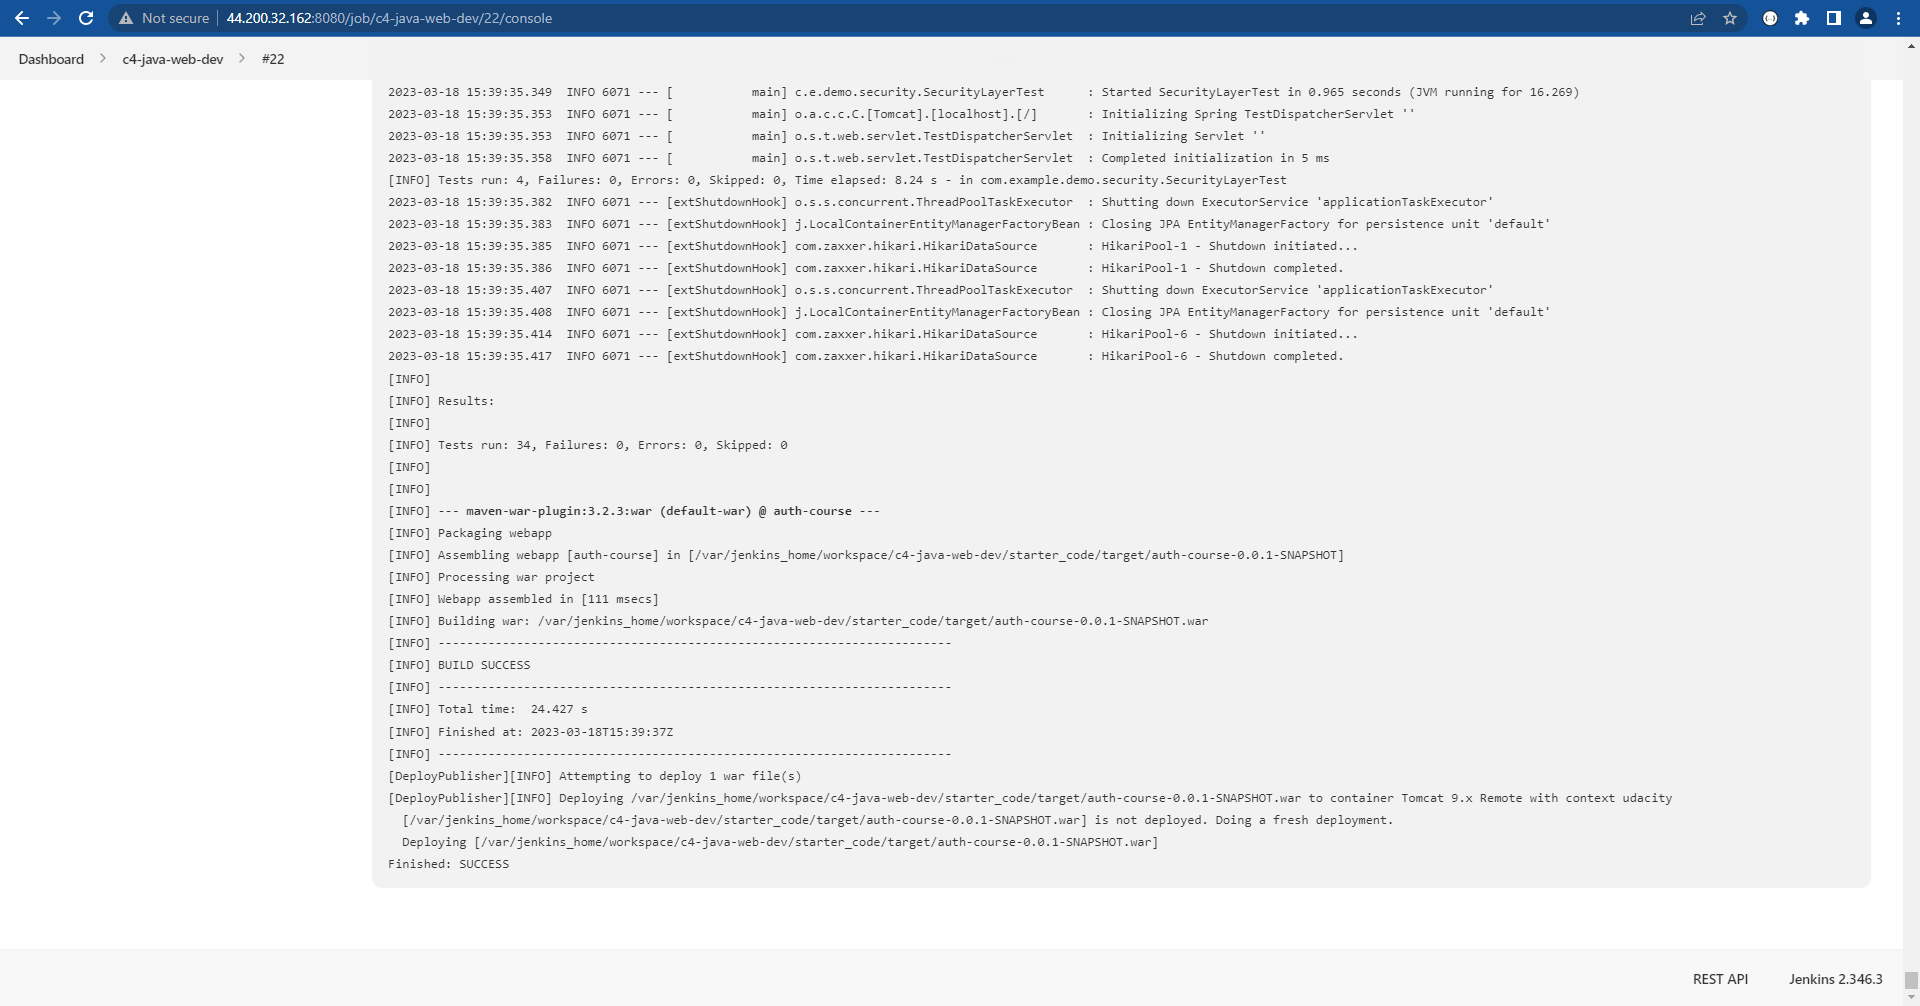 Not secure 44.200.32.162:8080/job/c4-java-web-dev/22/console
Dashboard c4-java-web-dev #22
2023-03-18 15:39:35.349  INFO 6071 --- [           main] c.e.demo.security.SecurityLayerTest      : Started SecurityLayerTest in 0.965 seconds (JVM running for 16.269)
2023-03-18 15:39:35.353  INFO 6071 --- [           main] o.a.c.c.C.[Tomcat].[localhost].[/]       : Initializing Spring TestDispatcherServlet ''
2023-03-18 15:39:35.353  INFO 6071 --- [           main] o.s.t.web.servlet.TestDispatcherServlet  : Initializing Servlet ''
2023-03-18 15:39:35.358  INFO 6071 --- [           main] o.s.t.web.servlet.TestDispatcherServlet  : Completed initialization in 5 ms
[INFO] Tests run: 4, Failures: 0, Errors: 0, Skipped: 0, Time elapsed: 8.24 s - in com.example.demo.security.SecurityLayerTest
2023-03-18 15:39:35.382  INFO 6071 --- [extShutdownHook] o.s.s.concurrent.ThreadPoolTaskExecutor  : Shutting down ExecutorService 'applicationTaskExecutor'
2023-03-18 15:39:35.383  INFO 6071 --- [extShutdownHook] j.LocalContainerEntityManagerFactoryBean : Closing JPA EntityManagerFactory for persistence unit 'default'
2023-03-18 15:39:35.385  INFO 6071 --- [extShutdownHook] com.zaxxer.hikari.HikariDataSource       : HikariPool-1 - Shutdown initiated...
2023-03-18 15:39:35.386  INFO 6071 --- [extShutdownHook] com.zaxxer.hikari.HikariDataSource       : HikariPool-1 - Shutdown completed.
2023-03-18 15:39:35.407  INFO 6071 --- [extShutdownHook] o.s.s.concurrent.ThreadPoolTaskExecutor  : Shutting down ExecutorService 'applicationTaskExecutor'
2023-03-18 15:39:35.408  INFO 6071 --- [extShutdownHook] j.LocalContainerEntityManagerFactoryBean : Closing JPA EntityManagerFactory for persistence unit 'default'
2023-03-18 15:39:35.414  INFO 6071 --- [extShutdownHook] com.zaxxer.hikari.HikariDataSource       : HikariPool-6 - Shutdown initiated...
2023-03-18 15:39:35.417  INFO 6071 --- [extShutdownHook] com.zaxxer.hikari.HikariDataSource       : HikariPool-6 - Shutdown completed.
[INFO]
[INFO] Results:
[INFO]
[INFO] Tests run: 34, Failures: 0, Errors: 0, Skipped: 0
[INFO]
[INFO]
[INFO] --- maven-war-plugin:3.2.3:war (default-war) @ auth-course ---
[INFO] Packaging webapp
[INFO] Assembling webapp [auth-course] in [/var/jenkins_home/workspace/c4-java-web-dev/starter_code/target/auth-course-0.0.1-SNAPSHOT]
[INFO] Processing war project
[INFO] Webapp assembled in [111 msecs]
[INFO] Building war: /var/jenkins_home/workspace/c4-java-web-dev/starter_code/target/auth-course-0.0.1-SNAPSHOT.war
[INFO] ------------------------------------------------------------------------
[INFO] BUILD SUCCESS
[INFO] ------------------------------------------------------------------------
[INFO] Total time:  24.427 s
[INFO] Finished at: 2023-03-18T15:39:37Z
[INFO] ------------------------------------------------------------------------
[DeployPublisher][INFO] Attempting to deploy 1 war file(s)
[DeployPublisher][INFO] Deploying /var/jenkins_home/workspace/c4-java-web-dev/starter_code/target/auth-course-0.0.1-SNAPSHOT.war to container Tomcat 9.x Remote with context udacity
  [/var/jenkins_home/workspace/c4-java-web-dev/starter_code/target/auth-course-0.0.1-SNAPSHOT.war] is not deployed. Doing a fresh deployment.
  Deploying [/var/jenkins_home/workspace/c4-java-web-dev/starter_code/target/auth-course-0.0.1-SNAPSHOT.war]
Finished: SUCCESS
REST API Jenkins 2.346.3